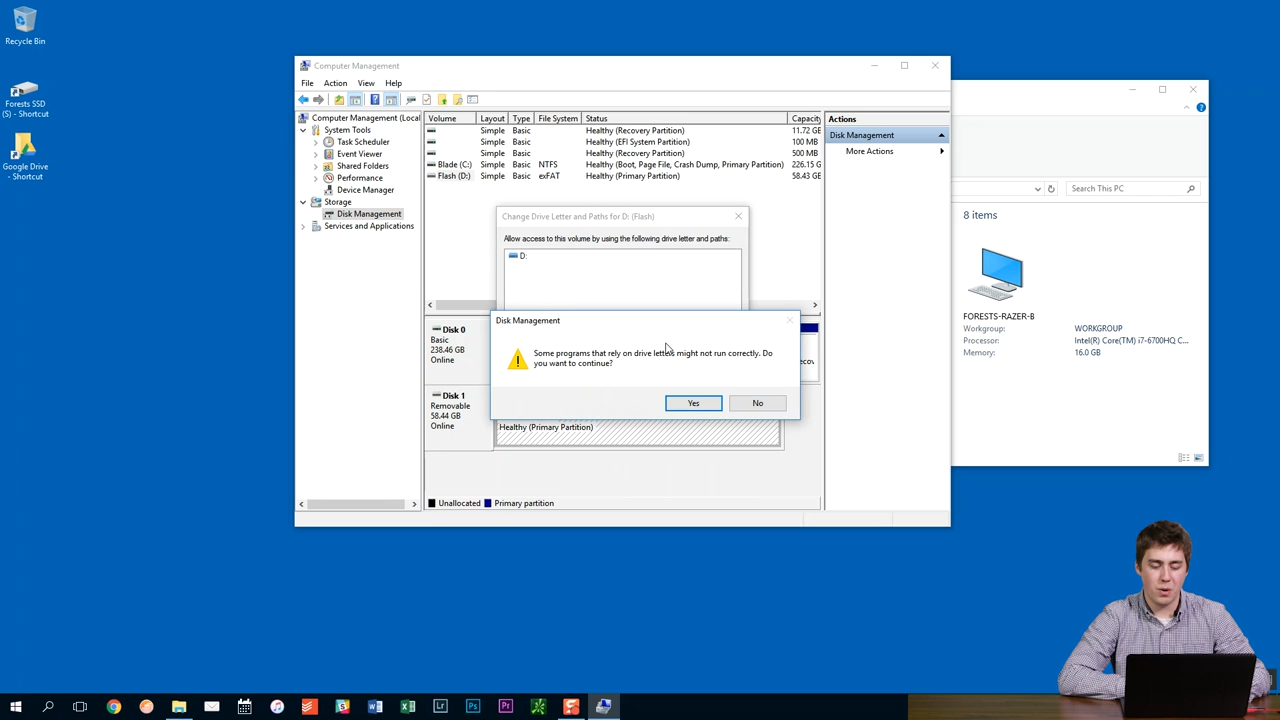 Recycle Bin
Forests SSD
(S) - Shortcut
Google Drive
- Shortcut
Computer Management
File Action View Help
Computer Management (Local
System Tools
Task Scheduler
Event Viewer
Shared Folders
Performance
Device Manager
Storage
Disk Management
Services and Applications
Volume Layout Type File System Status Capacity
Simple Basic Healthy (Recovery Partition) 11.72 GB
Simple Basic Healthy (EFI System Partition) 100 MB
Simple Basic Healthy (Recovery Partition) 500 MB
Blade (C:) Simple Basic NTFS Healthy (Boot, Page File, Crash Dump, Primary Partition) 226.15 GB
Flash (D:) Simple Basic exFAT Healthy (Primary Partition) 58.43 GB
Actions
Disk Management
More Actions
Change Drive Letter and Paths for D: (Flash)
Allow access to this volume by using the following drive letter and paths:
D:
Disk Management
Some programs that rely on drive letters might not run correctly. Do
you want to continue?
Yes No
Disk 0
Basic
238.46 GB
Online
Disk 1
Removable
58.44 GB
Online
Healthy (Primary Partition)
Unallocated Primary partition
Search This PC
8 items
FORESTS-RAZER-B
Workgroup: WORKGROUP
Processor: Intel(R) Core(TM) i7-6700HQ C...
Memory: 16.0 GB